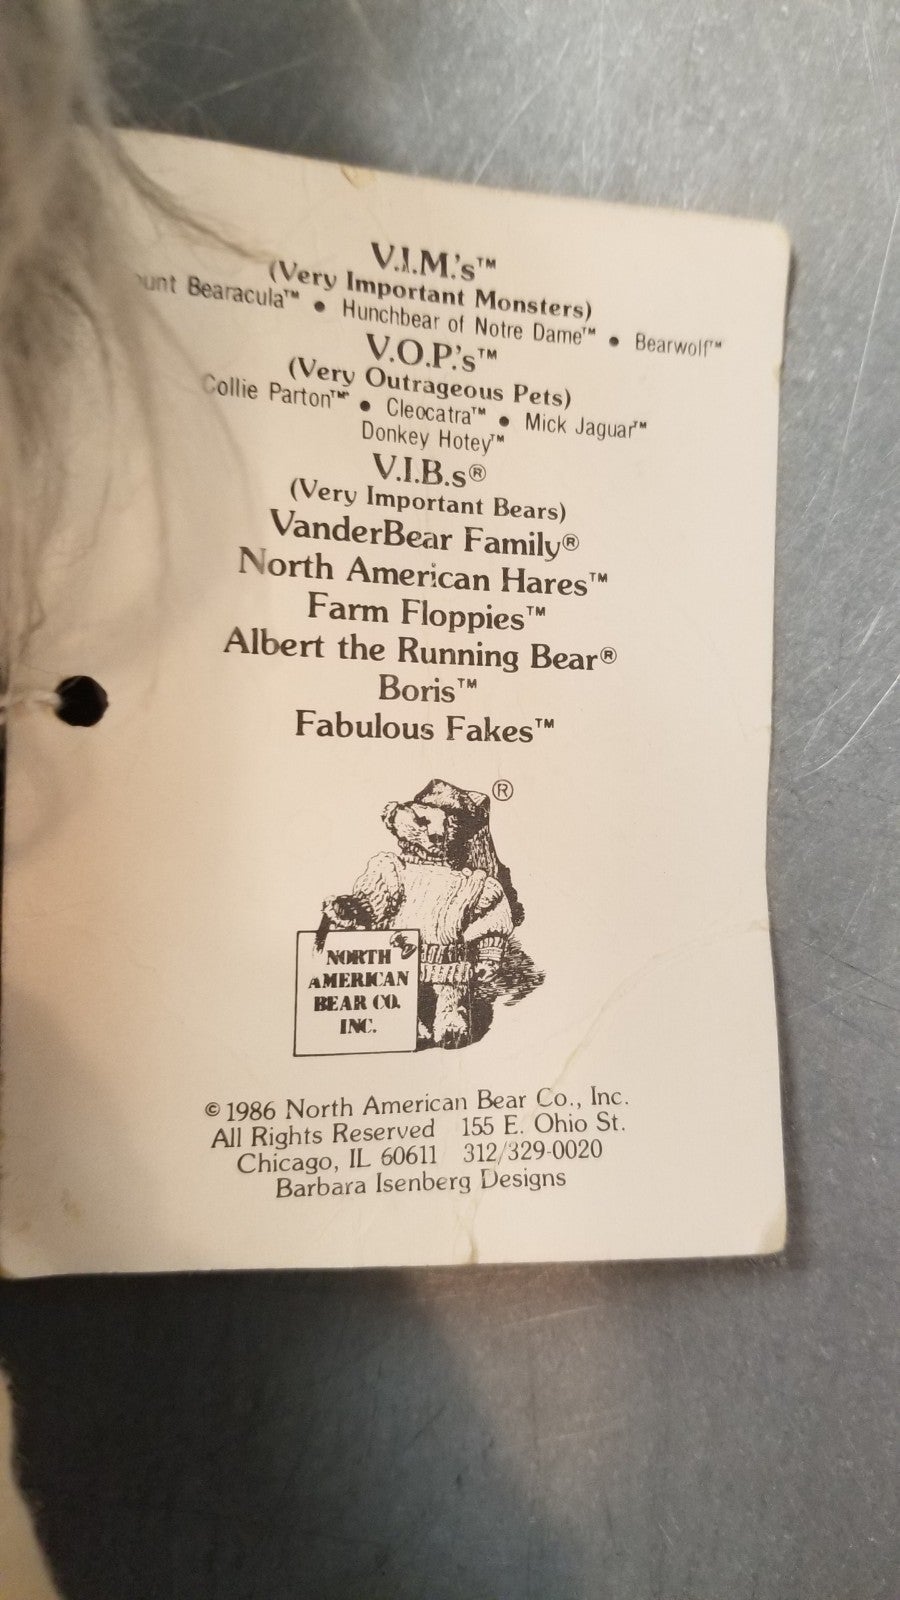 V.I.M.'s™
(Very Important Monsters)
Bearacula™ • Hunchbear of Notre Dame™ • Bearwolf™
V.O.P.'s™
(Very Outrageous Pets)
Collie Parton™ • Cleocatra™ • Mick Jaguar™
Donkey Hotey™
V.I.B.s®
(Very Important Bears)
VanderBear Family®
North American Hares™
Farm Floppies™
Albert the Running Bear®
Boris™
Fabulous Fakes™
®
NORTH
AMERICAN
BEAR CO.
INC.
© 1986 North American Bear Co., Inc.
All Rights Reserved 155 E. Ohio St.
Chicago, IL 60611 312/329-0020
Barbara Isenberg Designs